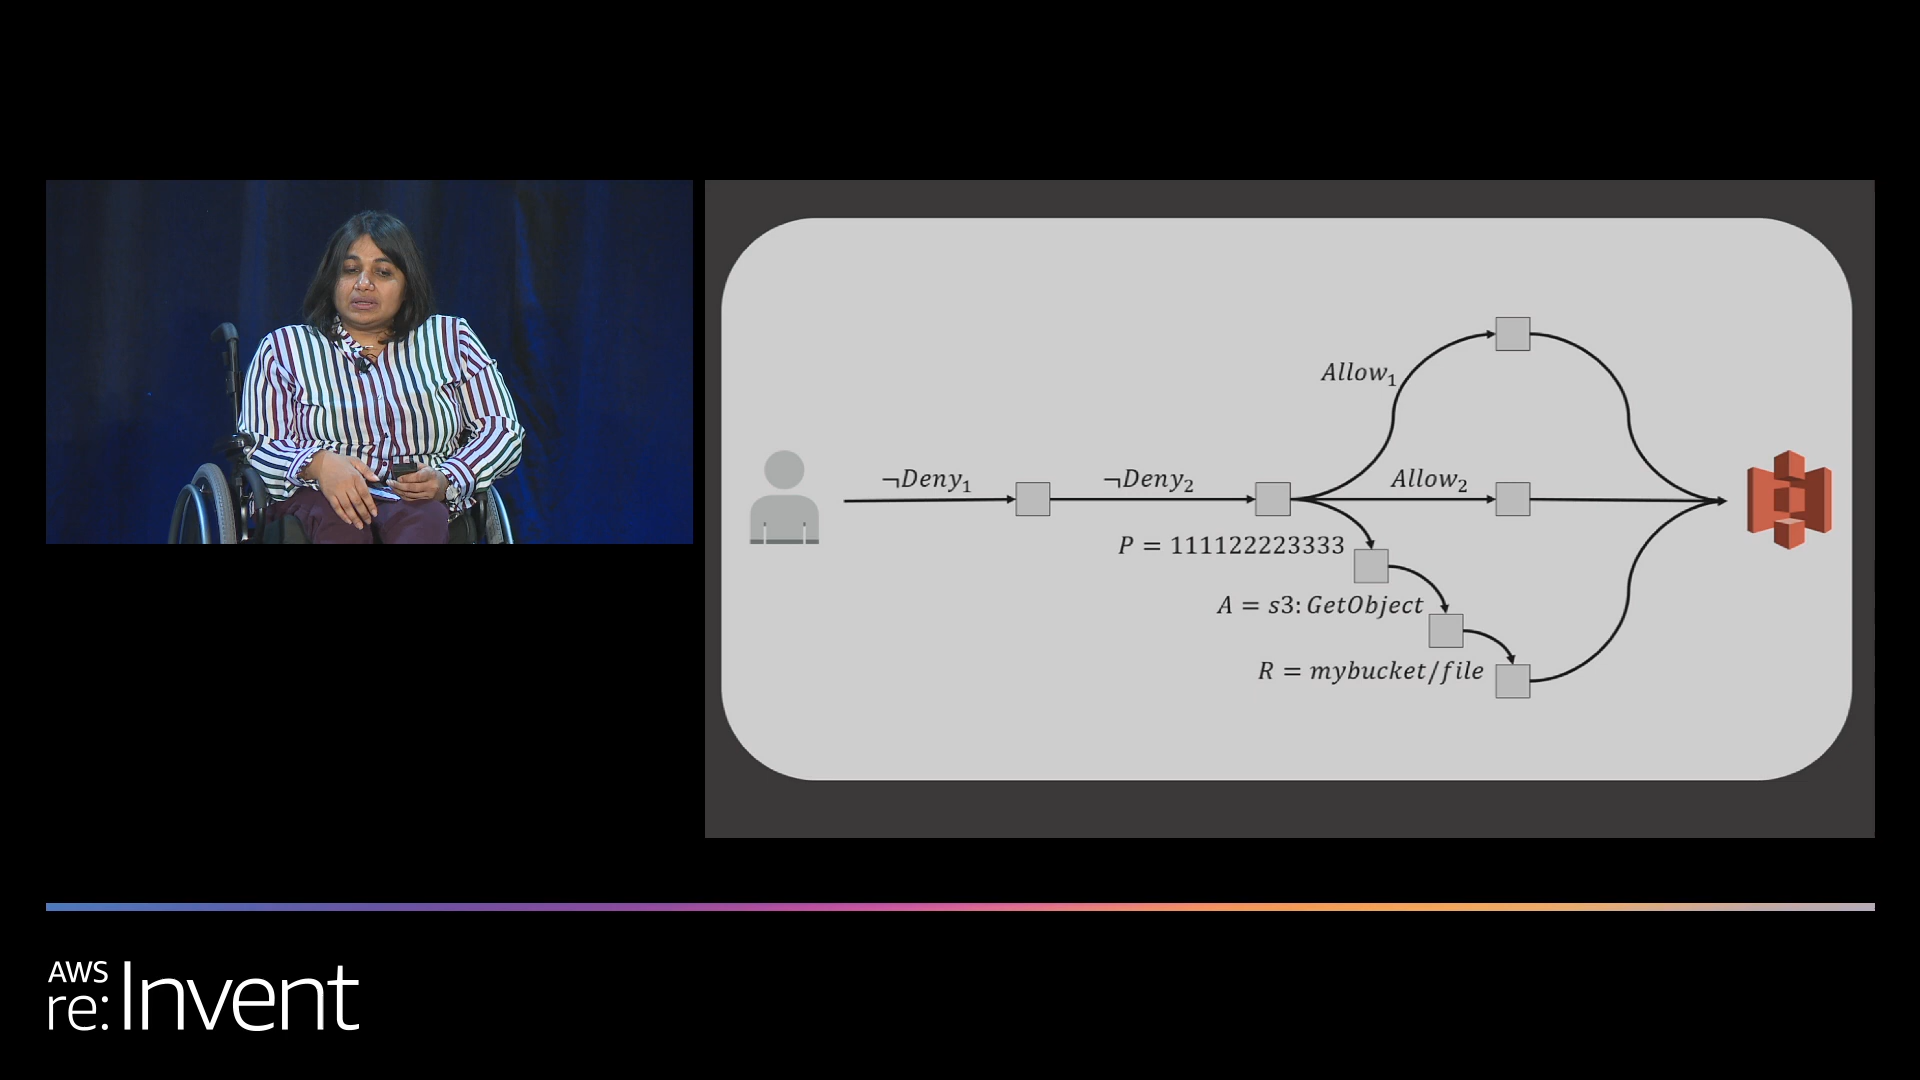 Allow₁
¬Deny₁
¬Deny₂
Allow₂
P = 111122223333
A = s3:GetObject
R = mybucket/file
AWS
re:Invent